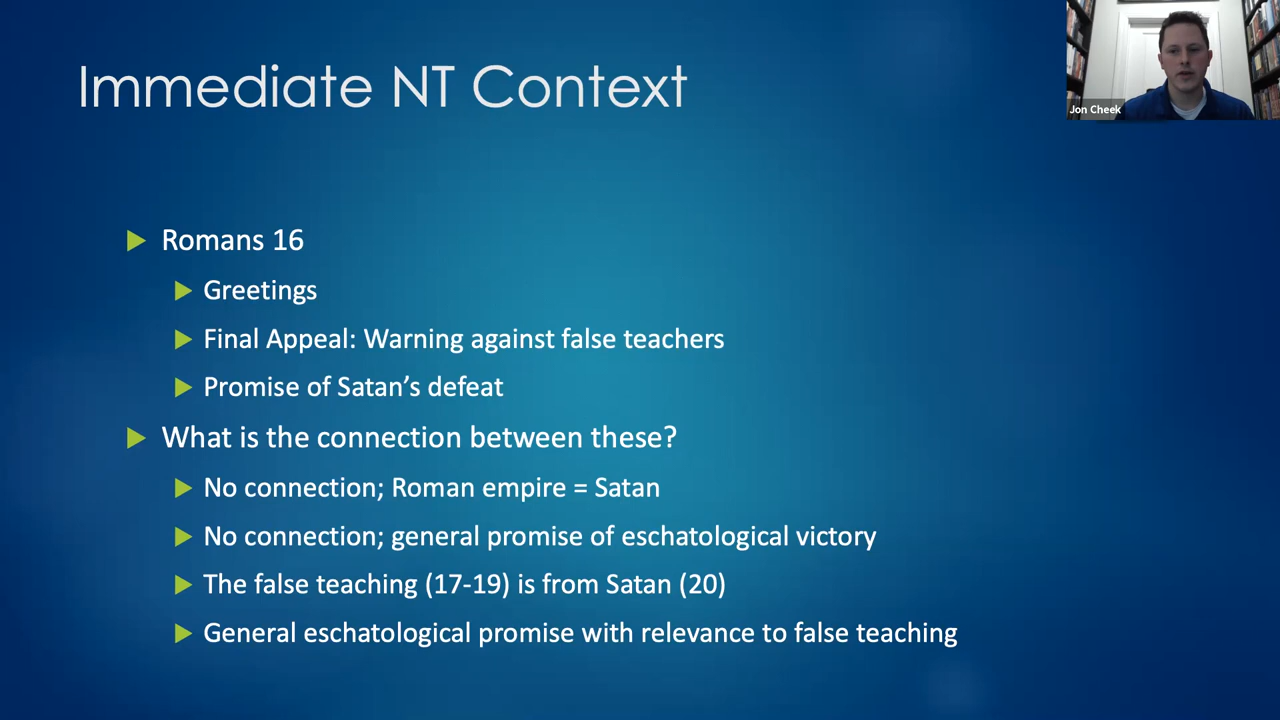 Immediate NT Context
Jon Cheek
Romans 16
Greetings
Final Appeal: Warning against false teachers
Promise of Satan’s defeat
What is the connection between these?
No connection; Roman empire = Satan
No connection; general promise of eschatological victory
The false teaching (17-19) is from Satan (20)
General eschatological promise with relevance to false teaching